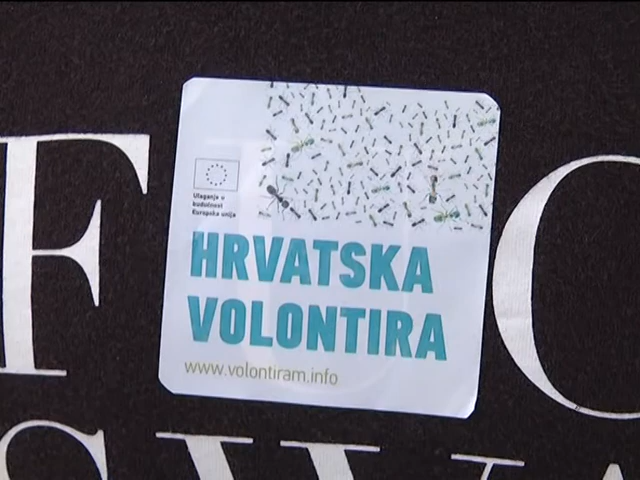 F C
Ulaganje u
budućnost
Europska unija
HRVATSKA
VOLONTIRA
www.volontiram.info